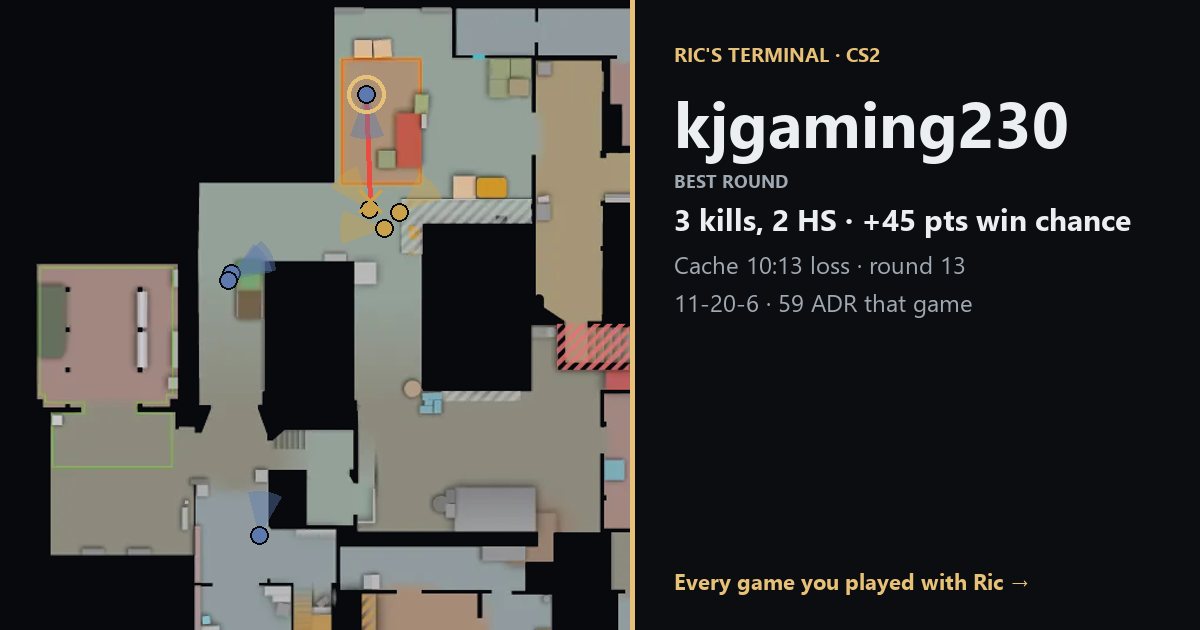 RIC'S TERMINAL · CS2
kjgaming230
BEST ROUND
3 kills, 2 HS · +45 pts win chance
Cache 10:13 loss · round 13
11-20-6 · 59 ADR that game
Every game you played with Ric →